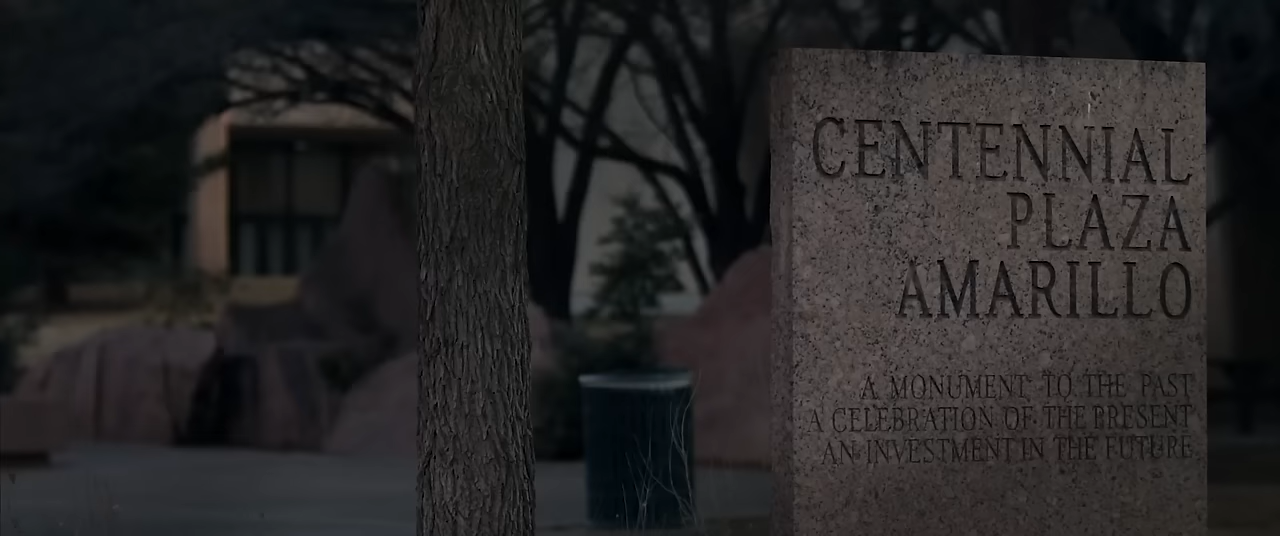 CENTENNIAL
PLAZA
AMARILLO
A MONUMENT TO THE PAST
A CELEBRATION OF THE PRESENT
AN INVESTMENT IN THE FUTURE